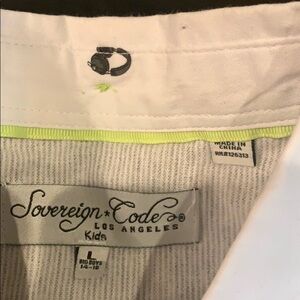 MADE IN
CHINA
RN#126313
Sovereign * Code®
LOS ANGELES
Kids
L
BIG BOYS
14-16